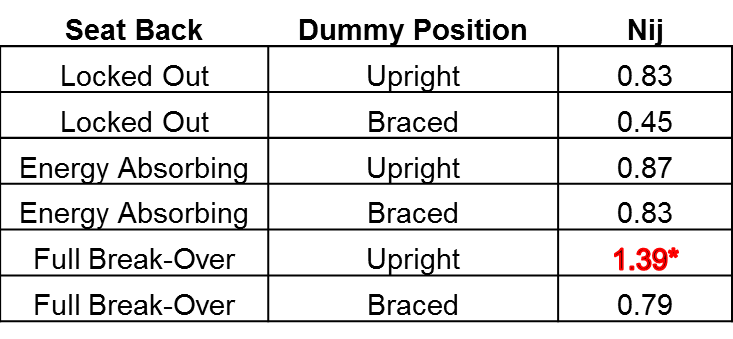 Seat Back Dummy Position Nij
Locked Out Upright 0.83
Locked Out Braced 0.45
Energy Absorbing Upright 0.87
Energy Absorbing Braced 0.83
Full Break-Over Upright 1.39*
Full Break-Over Braced 0.79